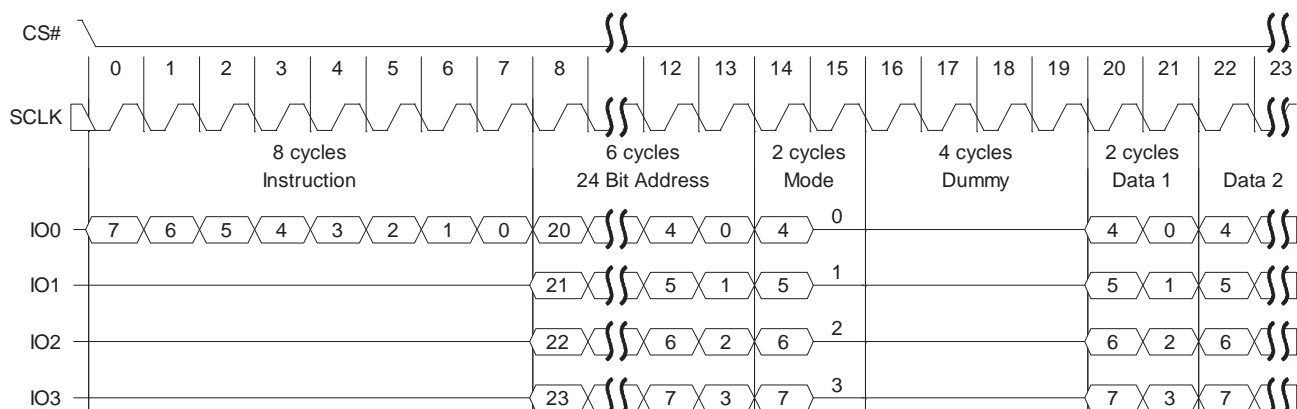 CS#
0 1 2 3 4 5 6 7 8 12 13 14 15 16 17 18 19 20 21 22 23
SCLK
8 cycles 6 cycles 2 cycles 4 cycles 2 cycles
Instruction 24 Bit Address Mode Dummy Data 1 Data 2
IO0 7 6 5 4 3 2 1 0 20 4 0 4 0 4 0 4
IO1 21 5 1 5 1 5 1 5
IO2 22 6 2 6 2 6 2 6
IO3 23 7 3 7 3 7 3 7